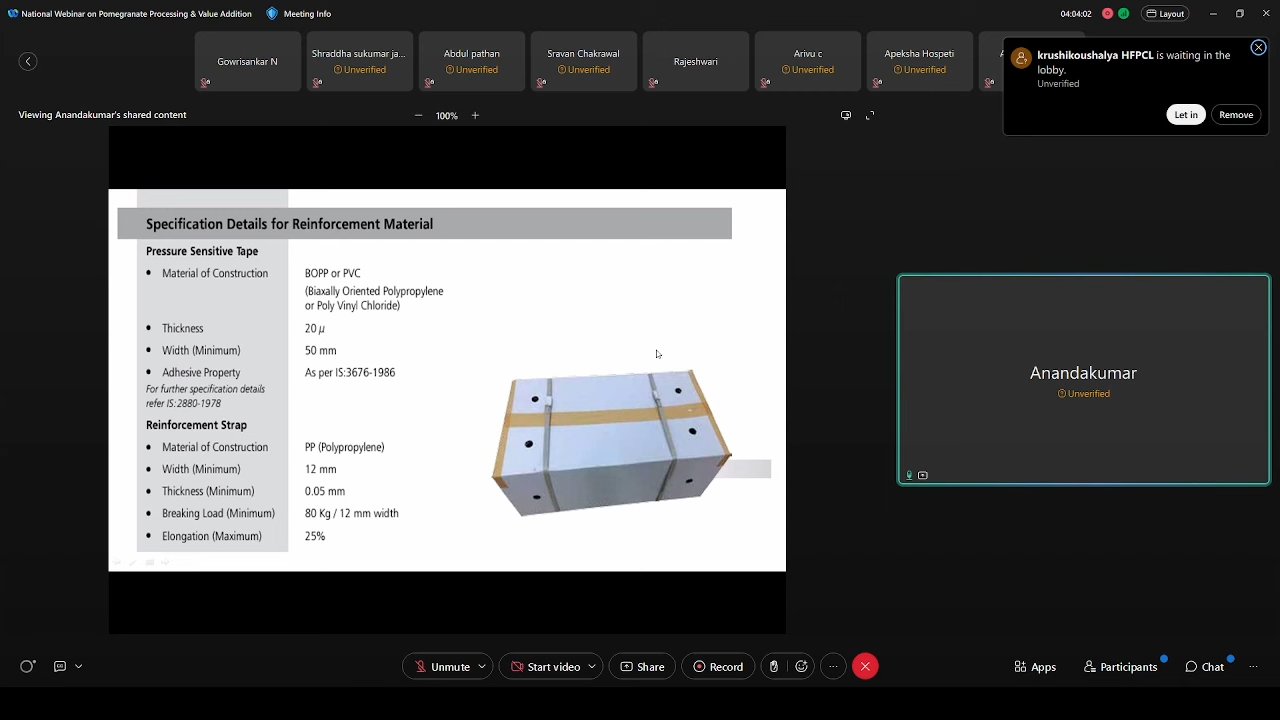 National Webinar on Pomegranate Processing & Value Addition
Meeting Info
04:04:02
Layout
Gowrisankar N
Shraddha sukumar ja...
Unverified
Abdul pathan
Unverified
Sravan Chakrawal
Unverified
Rajeshwari
Arivu c
Unverified
Apeksha Hospeti
Unverified
krushikoushalya HFPCL is waiting in the
lobby.
Unverified
Let in
Remove
Viewing Anandakumar's shared content
100%
Specification Details for Reinforcement Material
Pressure Sensitive Tape
• Material of Construction BOPP or PVC
(Biaxally Oriented Polypropylene
or Poly Vinyl Chloride)
• Thickness 20 μ
• Width (Minimum) 50 mm
• Adhesive Property As per IS:3676-1986
For further specification details
refer IS:2880-1978
Reinforcement Strap
• Material of Construction PP (Polypropylene)
• Width (Minimum) 12 mm
• Thickness (Minimum) 0.05 mm
• Breaking Load (Minimum) 80 Kg / 12 mm width
• Elongation (Maximum) 25%
Anandakumar
Unverified
Unmute
Start video
Share
Record
Apps
Participants
Chat